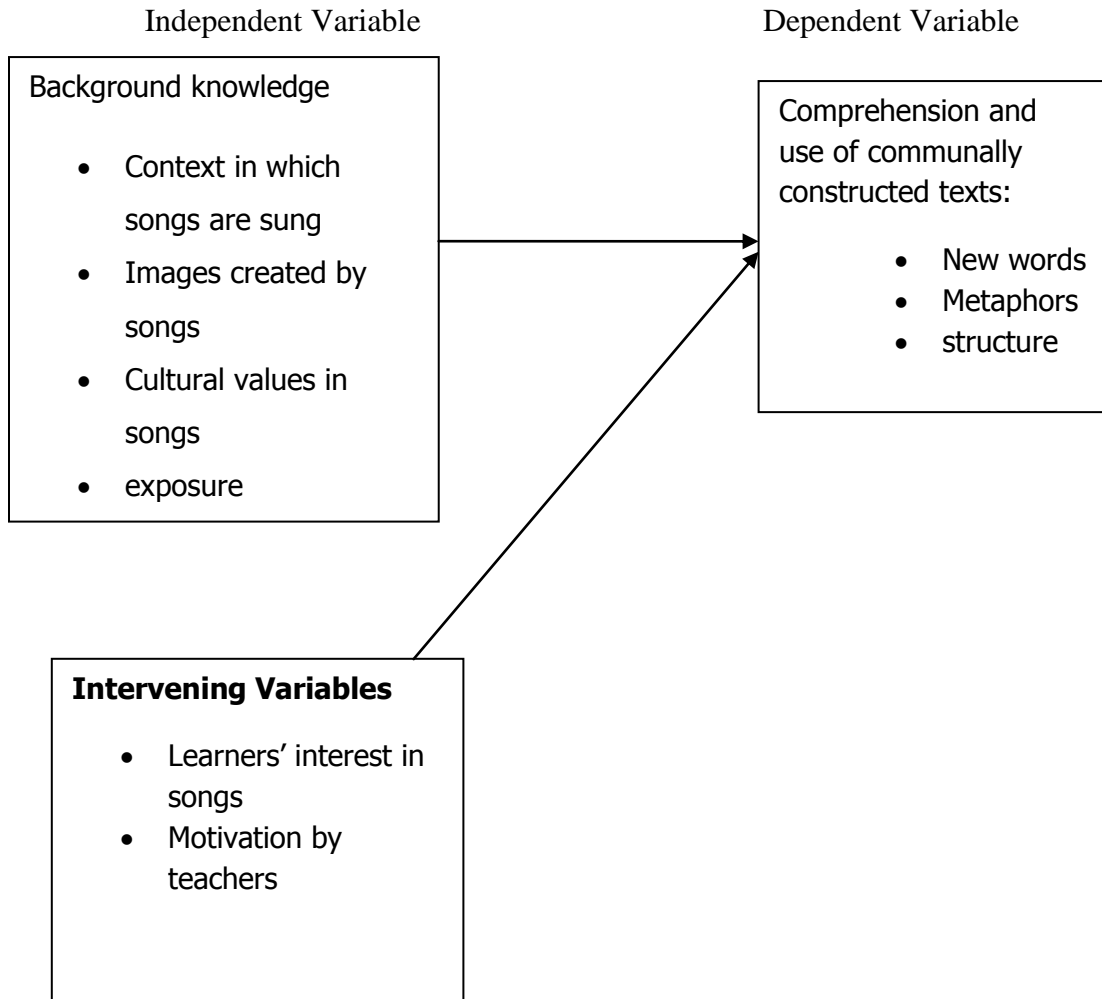 Independent Variable
Dependent Variable
Background knowledge
• Context in which
songs are sung
• Images created by
songs
• Cultural values in
songs
• exposure
Comprehension and
use of communally
constructed texts:
• New words
• Metaphors
• structure
Intervening Variables
• Learners’ interest in
songs
• Motivation by
teachers